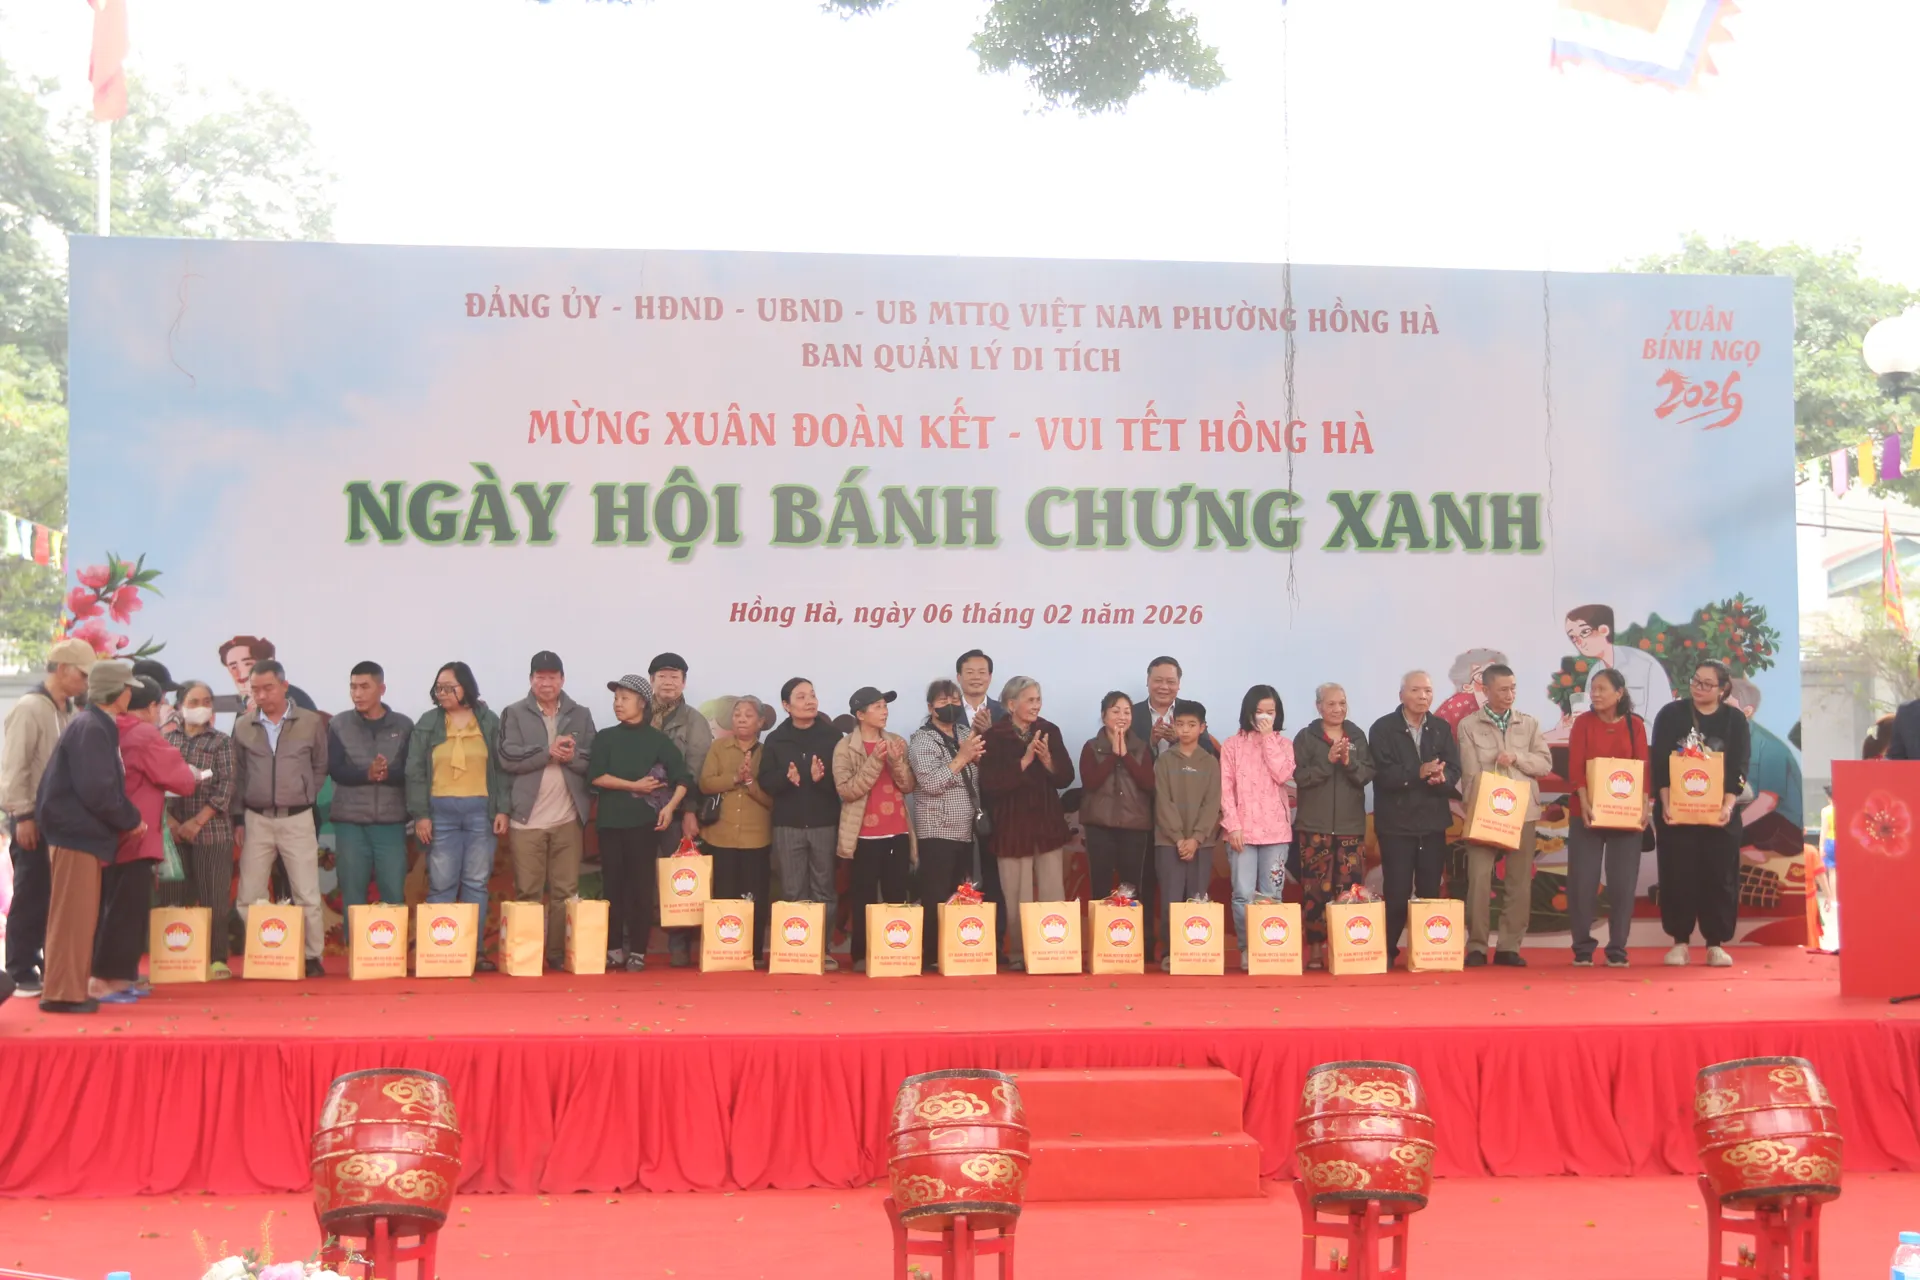 ĐẢNG ỦY - HĐND - UBND - UB MTTQ VIỆT NAM PHƯỜNG HỒNG HÀ
BAN QUẢN LÝ DI TÍCH
XUÂN
BÍNH NGỌ
2026
MỪNG XUÂN ĐOÀN KẾT - VUI TẾT HỒNG HÀ
NGÀY HỘI BÁNH CHƯNG XANH
Hồng Hà, ngày 06 tháng 02 năm 2026